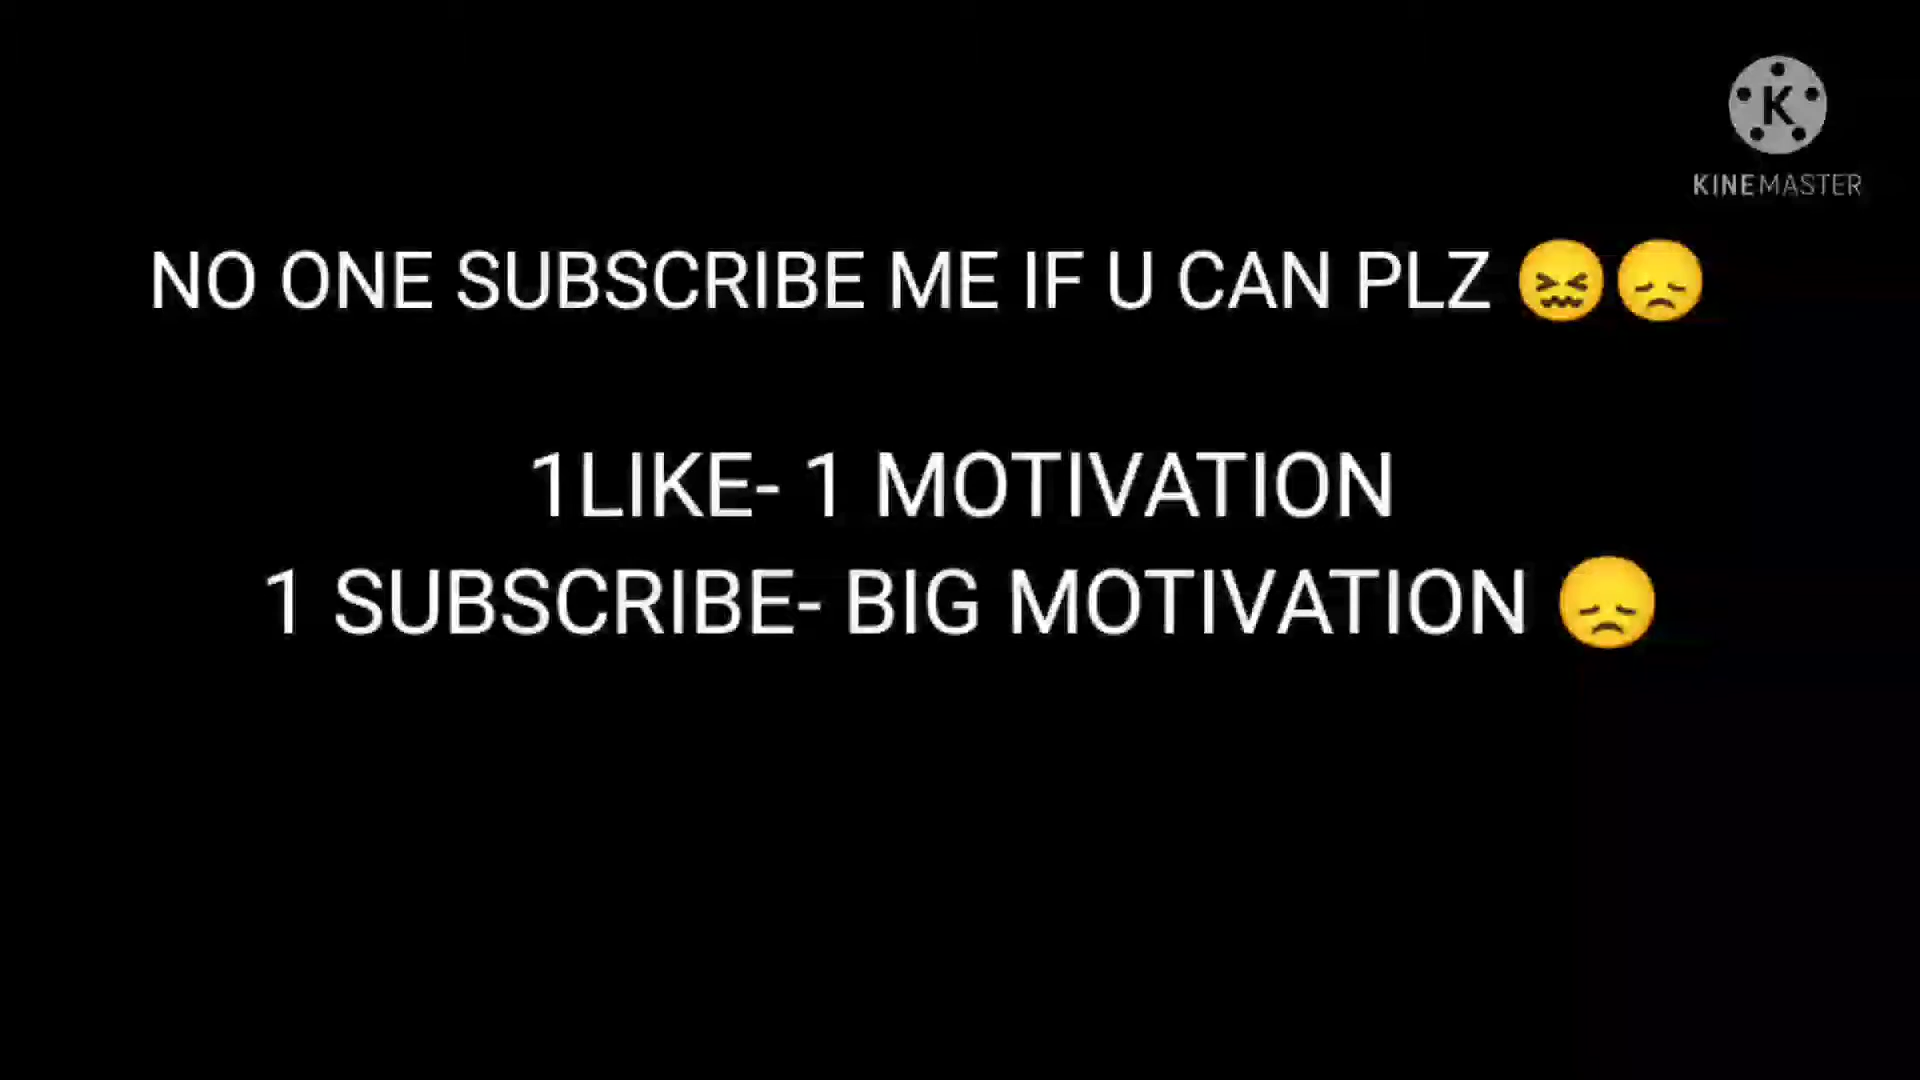 K
KINEMASTER
NO ONE SUBSCRIBE ME IF U CAN PLZ 😖😞
1LIKE- 1 MOTIVATION
1 SUBSCRIBE- BIG MOTIVATION 😞